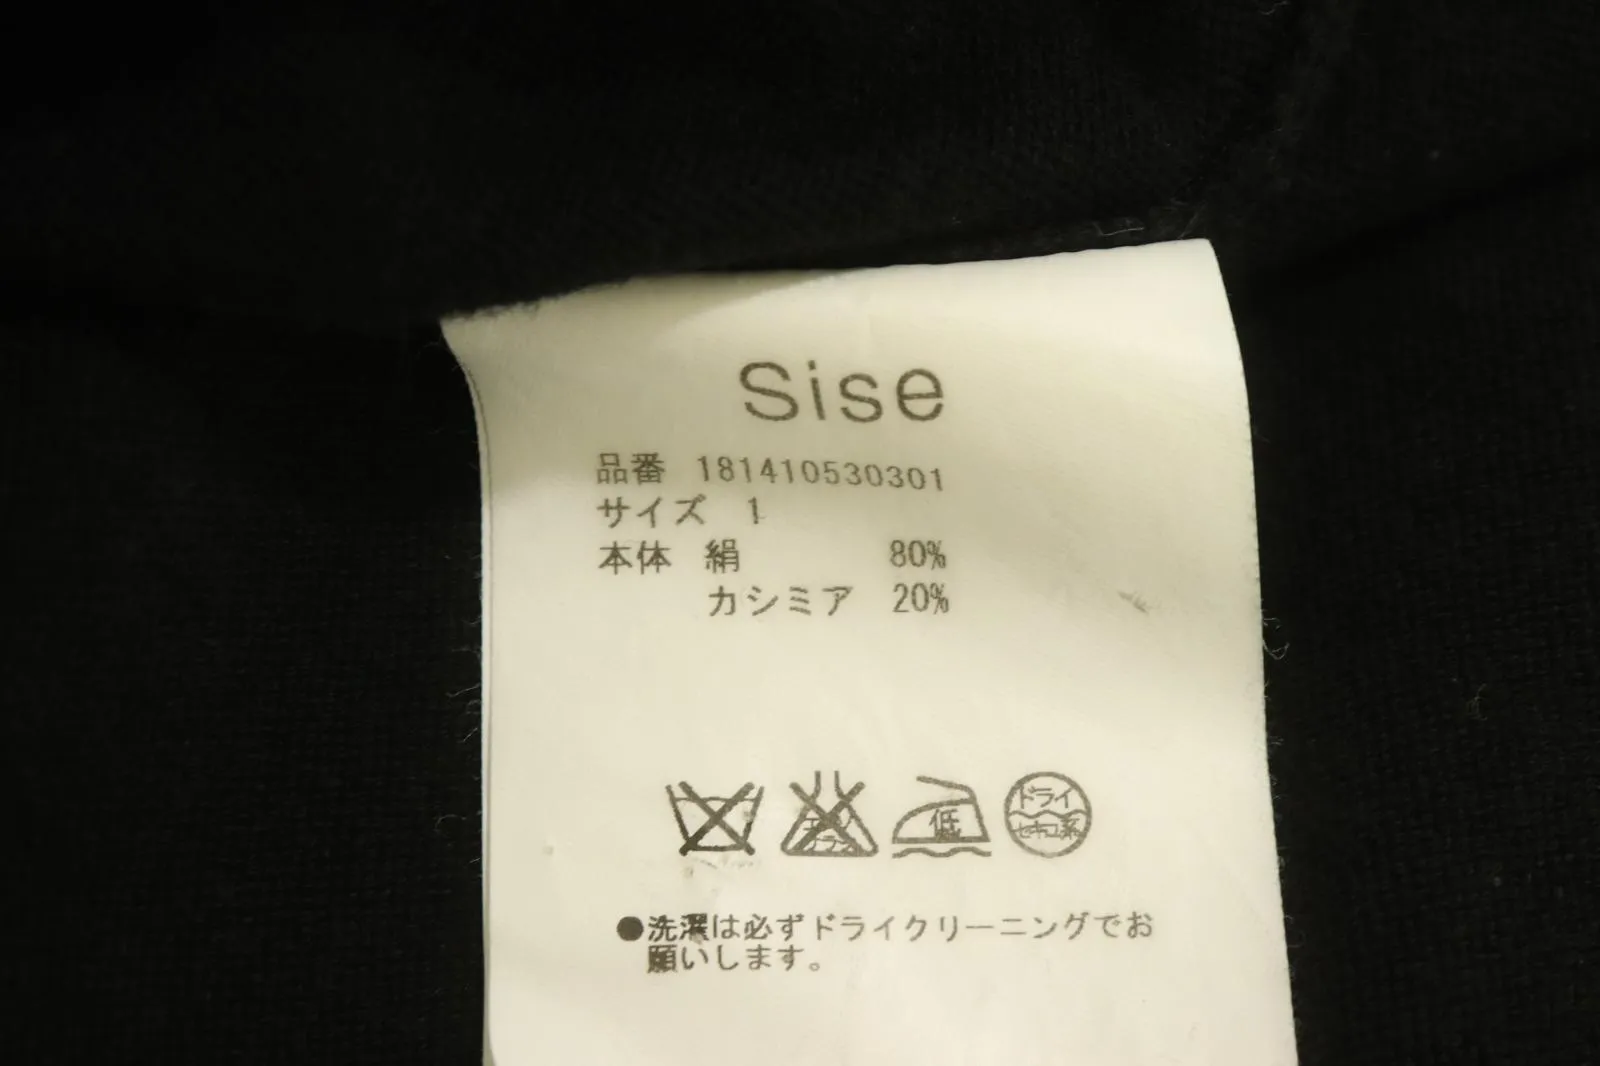 Sise
品番 181410530301
サイズ 1
本体 絹 80%
カシミア 20%
低
ドライ
セキユ系
●洗濯は必ずドライクリーニングでお
願いします。